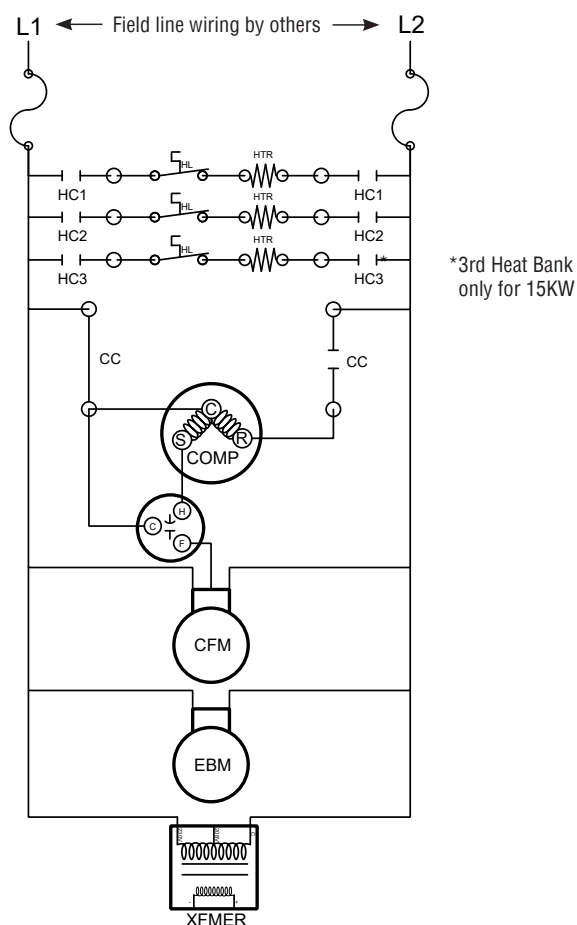 L1 Field line wiring by others L2
HL HTR
HC1 HC1
HL HTR
HC2 HC2
HL HTR
HC3 HC3 *
*3rd Heat Bank
only for 15KW
CC CC
C
S R
COMP
H
C
F
CFM
EBM
- +
XFMER